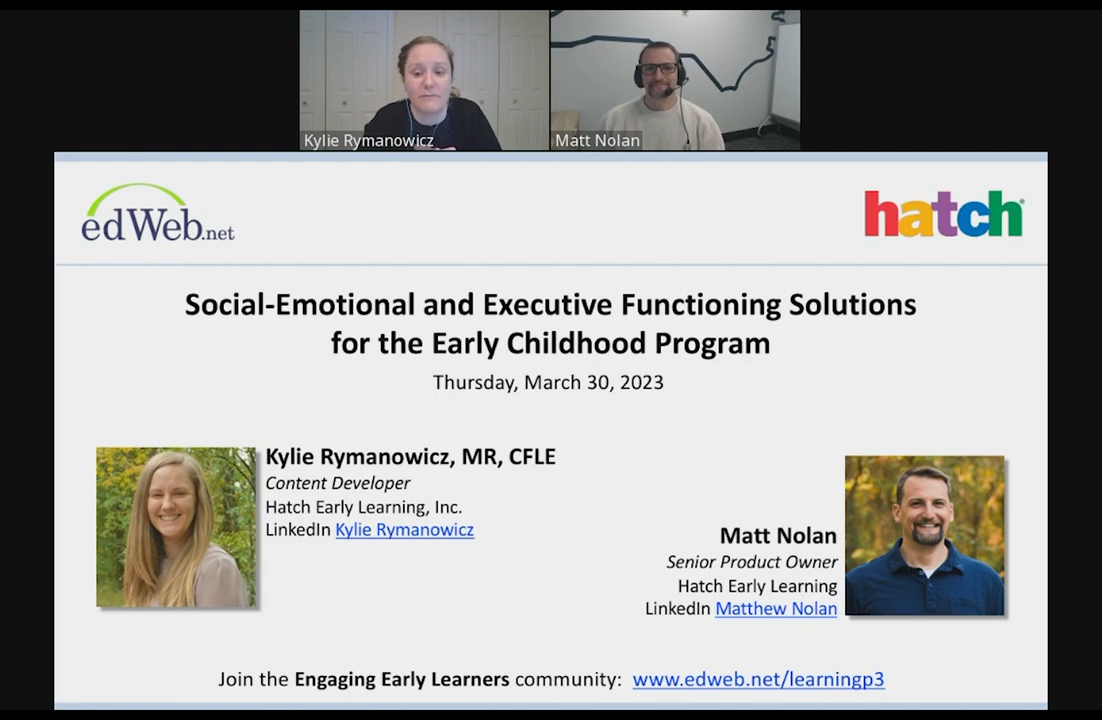 Kylie Rymanowicz
Matt Nolan
edWeb.net
hatch
Social-Emotional and Executive Functioning Solutions
for the Early Childhood Program
Thursday, March 30, 2023
Kylie Rymanowicz, MR, CFLE
Content Developer
Hatch Early Learning, Inc.
LinkedIn Kylie Rymanowicz
Matt Nolan
Senior Product Owner
Hatch Early Learning
LinkedIn Matthew Nolan
Join the Engaging Early Learners community: www.edweb.net/learningp3